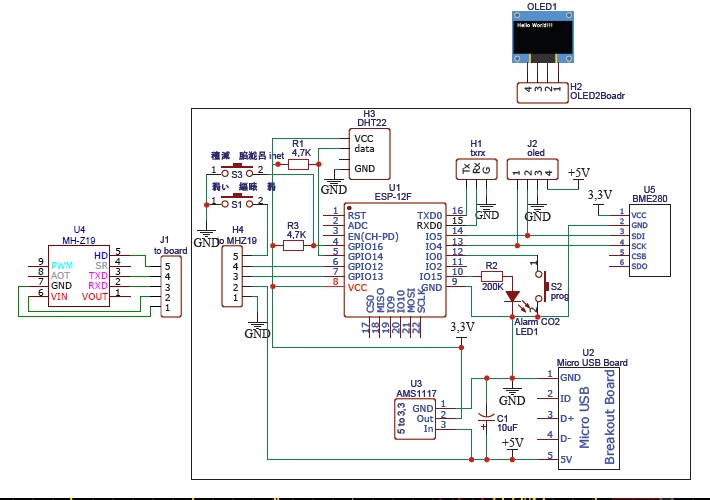 OLED1
Hello World!!!
4 3 2 1
H2
OLED2Boadr
H3
DHT22
VCC
data
GND
GND
R1
4,7K
inet
1 S3 2
1 S1 2
GND
H1
txrx
Tx Rx G
GND
J2
oled
1 2 3 4
GND
+5V
3,3V
U5
BME280
1 VCC
2 GND
3 SDI
4 SCK
5 CSB
6 SDO
U1
ESP-12F
1 RST
2 ADC
3 EN(CH-PD)
4 GPIO16
5 GPIO14
6 GPIO12
7 GPIO13
8 VCC
TXD0 16
RXD0 15
IO5 14
IO4 13
IO0 12
IO2 11
IO15 10
GND 9
CS0 MISO IO9 IO10 MOSI SCLK
17 18 19 20 21 22
R3
4,7K
H4
to MHZ19
5
4
3
2
1
GND
U4
MH-Z19
9 PWM
8 AOT
7 GND
6 VIN
HD 5
SR 4
TXD 3
RXD 2
VOUT 1
J1
to board
5
4
3
2
1
R2
200K
1
S2
prog
2
Alarm CO2
LED1
3,3V
U3
AMS1117
5 to 3,3
GND 1
Out 2
In 3
C1
10uF
GND
+5V
U2
Micro USB Board
1 GND
2 ID
3 D+
4 D-
5 5V
Micro USB
Breakout Board